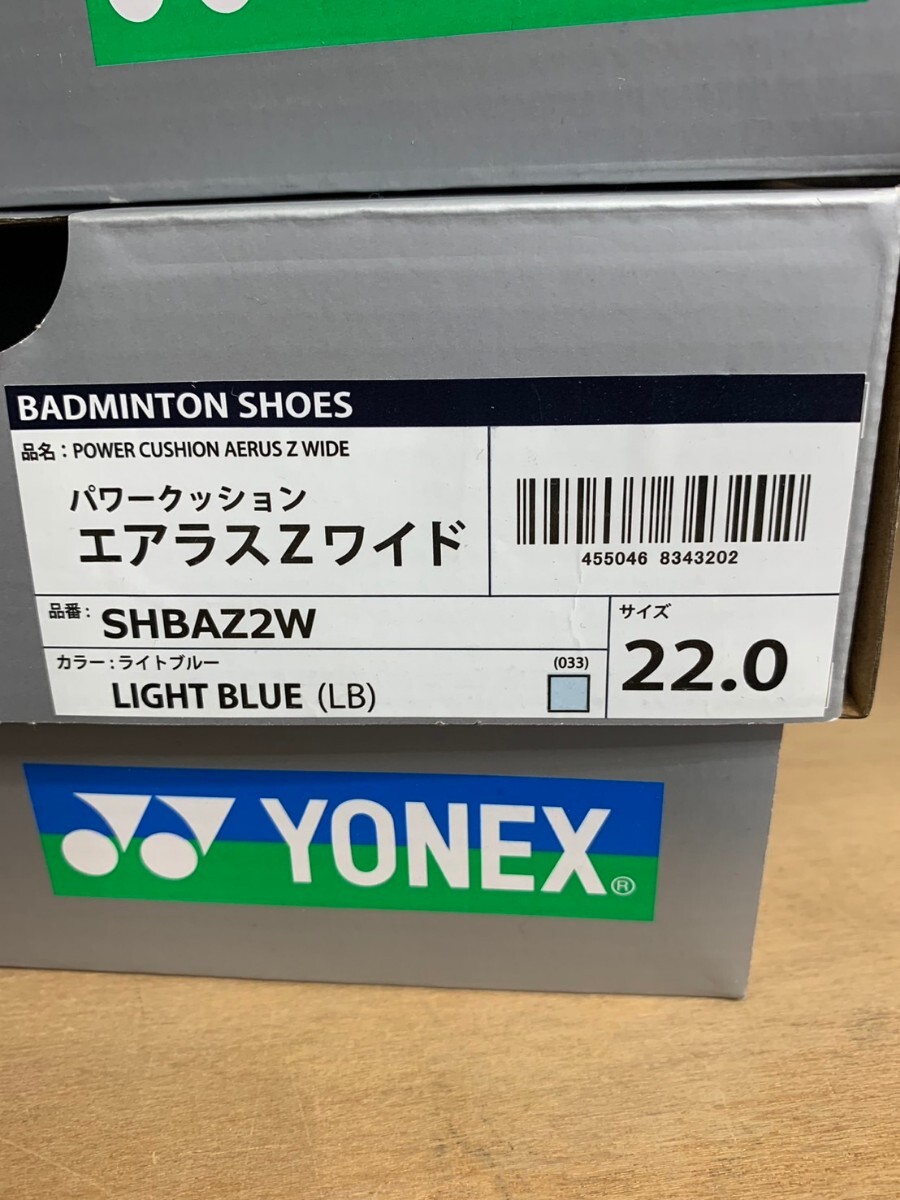 BADMINTON SHOES
品名：POWER CUSHION AERUS Z WIDE
パワークッション
エアラスZワイド
455046 8343202
品番： SHBAZ2W
カラー：ライトブルー (033)
LIGHT BLUE (LB)
サイズ
22.0
YONEX®